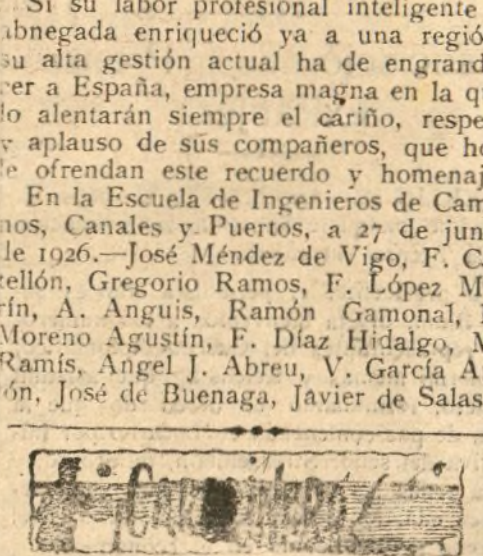 Si su labor profesional inteligente
abnegada enriqueció ya a una regió
su alta gestión actual ha de engrand
cer a España, empresa magna en la qu
lo alentarán siempre el cariño, respe
y aplauso de sus compañeros, que ho
le ofrendan este recuerdo y homenaj
En la Escuela de Ingenieros de Cam
nos, Canales y Puertos, a 27 de jun
de 1926.—José Méndez de Vigo, F. C
tellón, Gregorio Ramos, F. López M
rín, A. Anguis, Ramón Gamonal,
Moreno Agustín, F. Díaz Hidalgo, M
Ramís, Angel J. Abreu, V. García A
ón, José de Buenaga, Javier de Salas